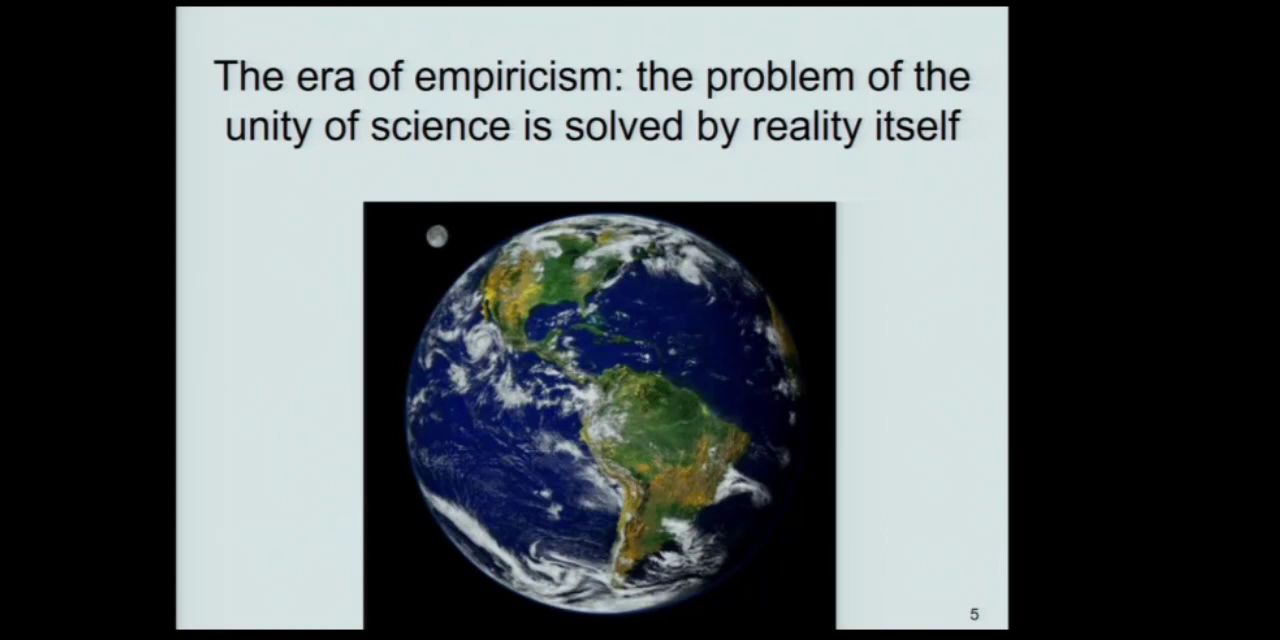 The era of empiricism: the problem of the
unity of science is solved by reality itself
5